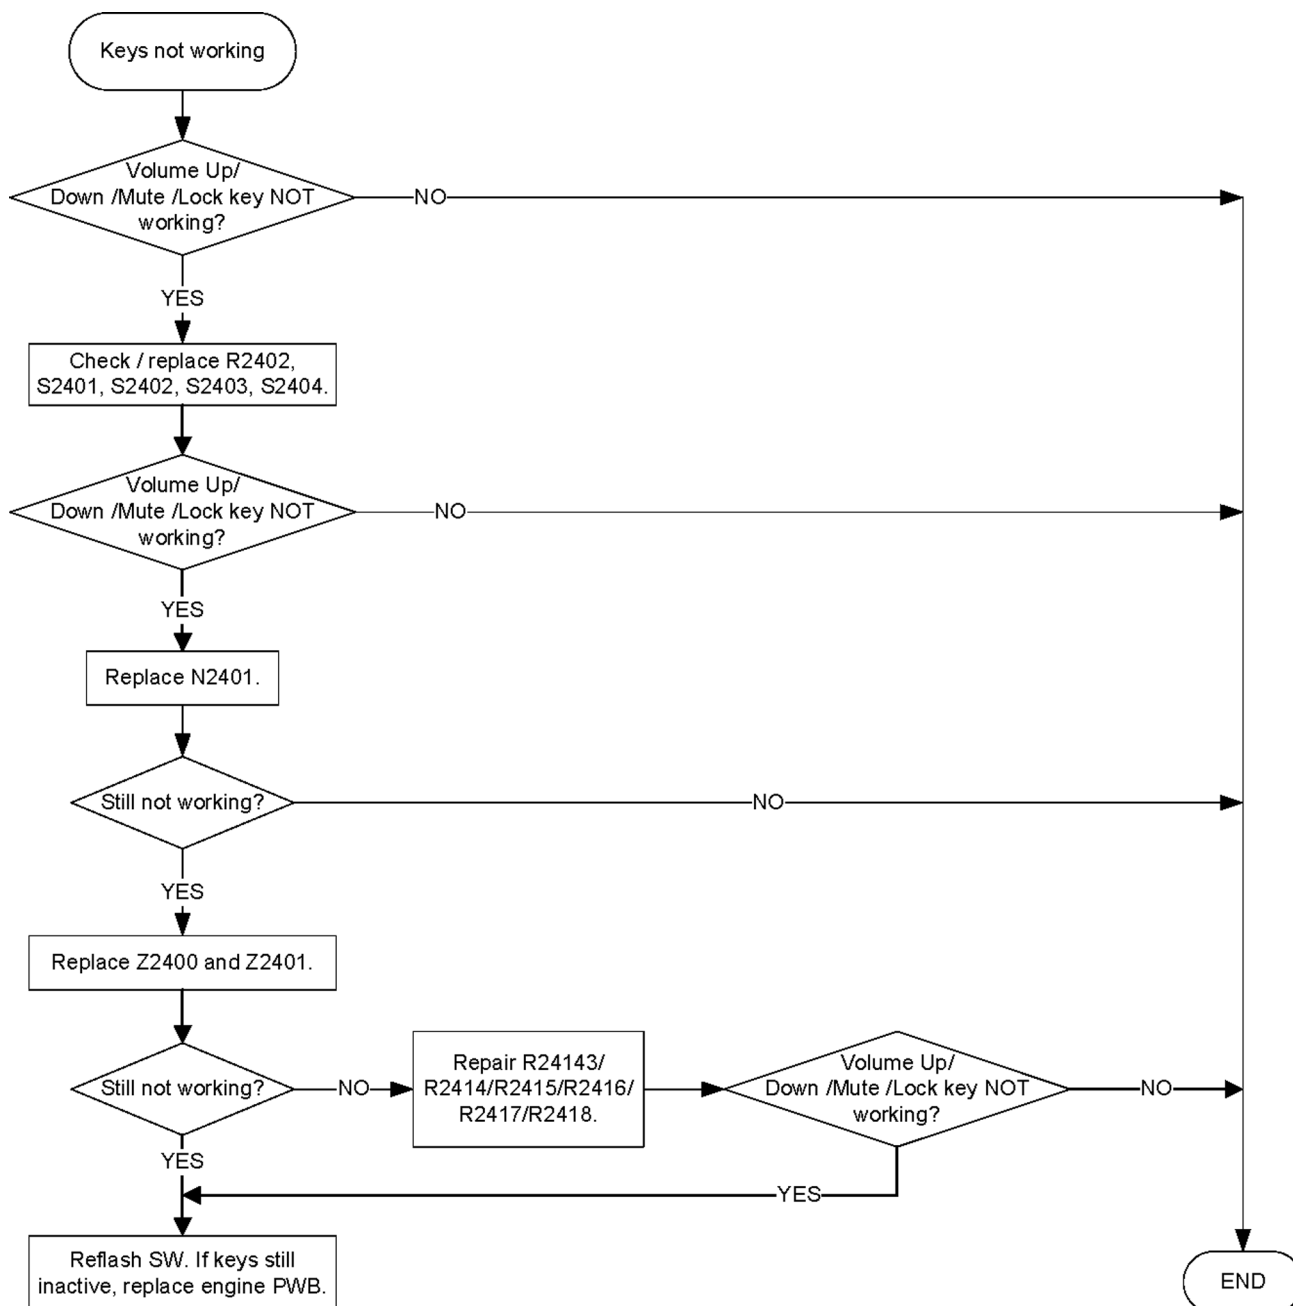 Keys not working
Volume Up/
Down /Mute /Lock key NOT
working?
NO
YES
Check / replace R2402,
S2401, S2402, S2403, S2404.
Volume Up/
Down /Mute /Lock key NOT
working?
NO
YES
Replace N2401.
Still not working?
NO
YES
Replace Z2400 and Z2401.
Still not working?
NO
Repair R24143/
R2414/R2415/R2416/
R2417/R2418.
Volume Up/
Down /Mute /Lock key NOT
working?
NO
YES
YES
Reflash SW. If keys still
inactive, replace engine PWB.
END